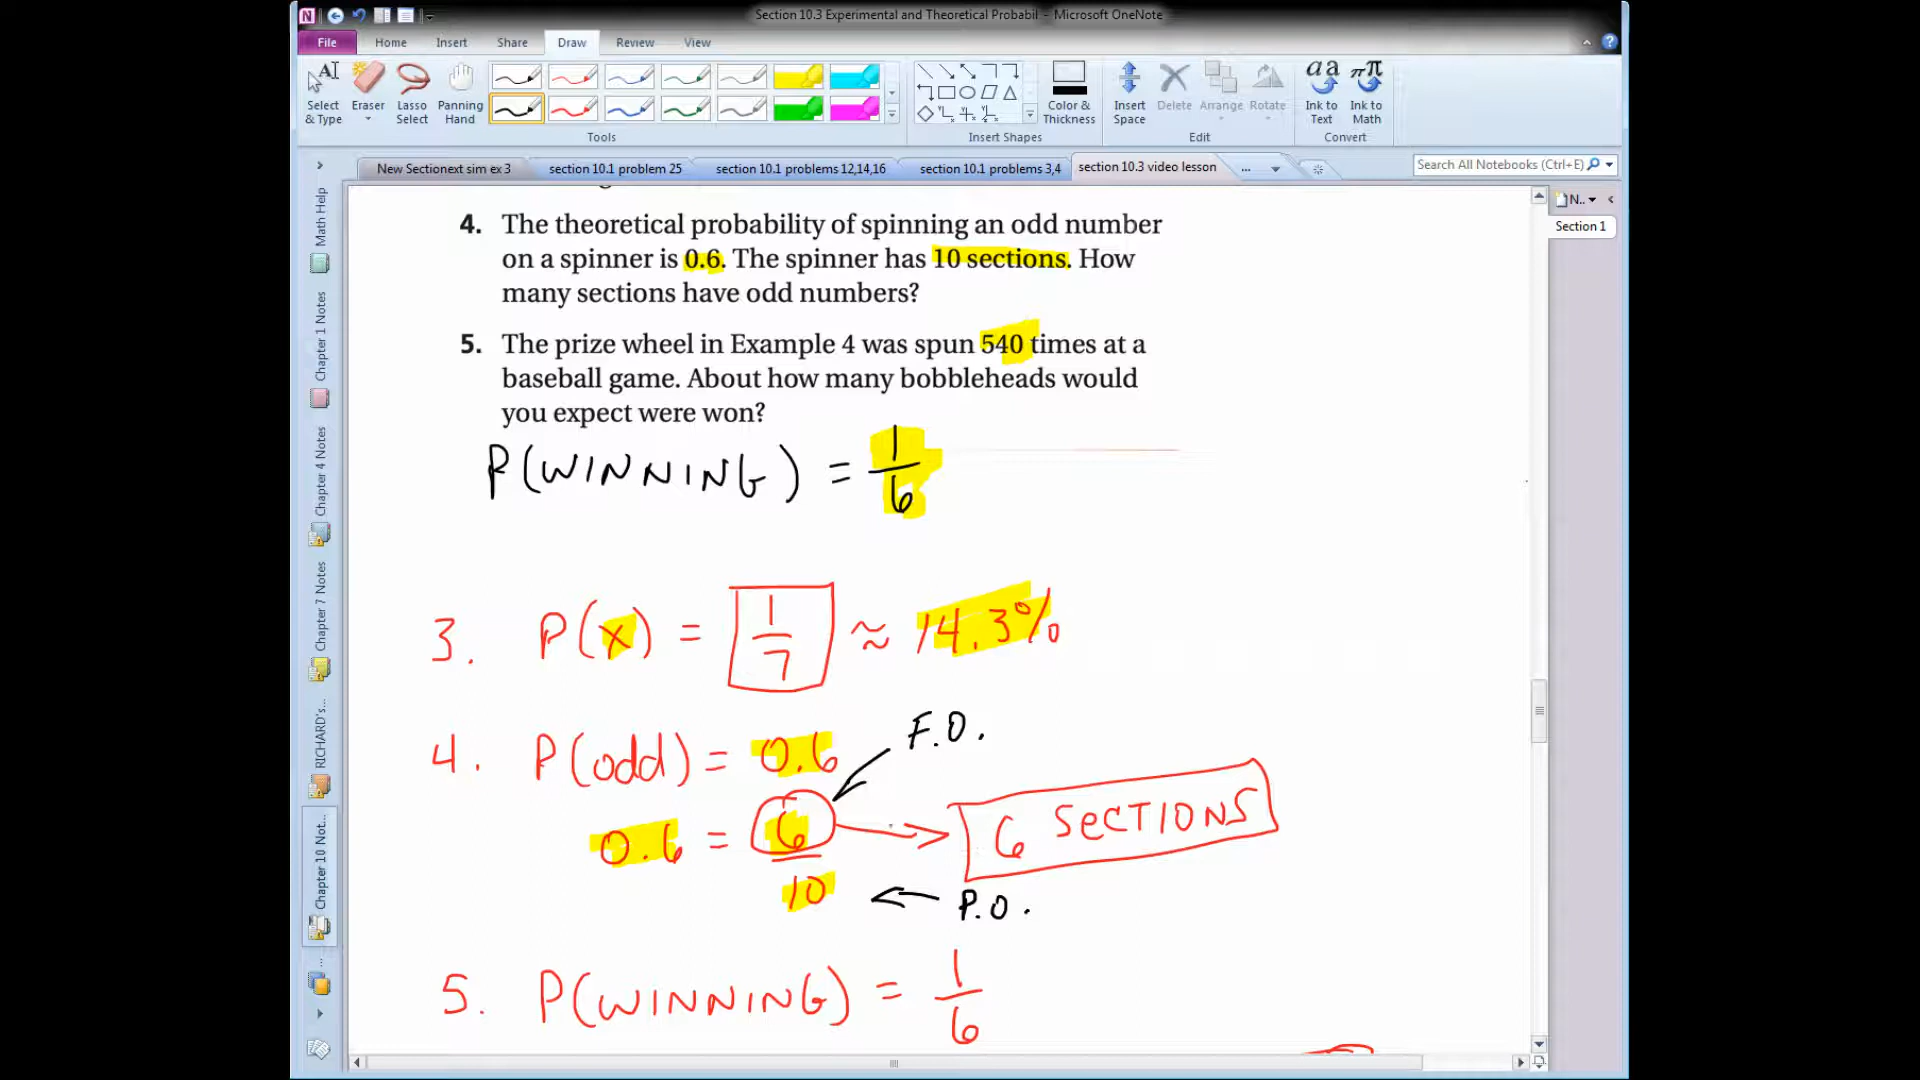 Section 10.3 Experimental and Theoretical Probabil - Microsoft OneNote
File Home Insert Share Draw Review View
Select & Type
Eraser
Lasso Select
Panning Hand
Color & Thickness
Insert Space
Delete
Arrange
Rotate
Ink to Text
Ink to Math
Tools
Insert Shapes
Edit
Convert
New Sectionext sim ex 3 section 10.1 problem 25 section 10.1 problems 12,14,16 section 10.1 problems 3,4 section 10.3 video lesson ...
Search All Notebooks (Ctrl+E)
N..
Section 1
Math Help
Chapter 1 Notes
Chapter 4 Notes
Chapter 7 Notes
RICHARD's...
Chapter 10 Not...
4. The theoretical probability of spinning an odd number
on a spinner is 0.6. The spinner has 10 sections. How
many sections have odd numbers?
5. The prize wheel in Example 4 was spun 540 times at a
baseball game. About how many bobbleheads would
you expect were won?
P(WINNING) = 1/6
3. P(x) = 1/7 ≈ 14.3%
F.O.
4. P(odd) = 0.6
0.6 = 6/10
6 SECTIONS
P.O.
5. P(WINNING) = 1/6